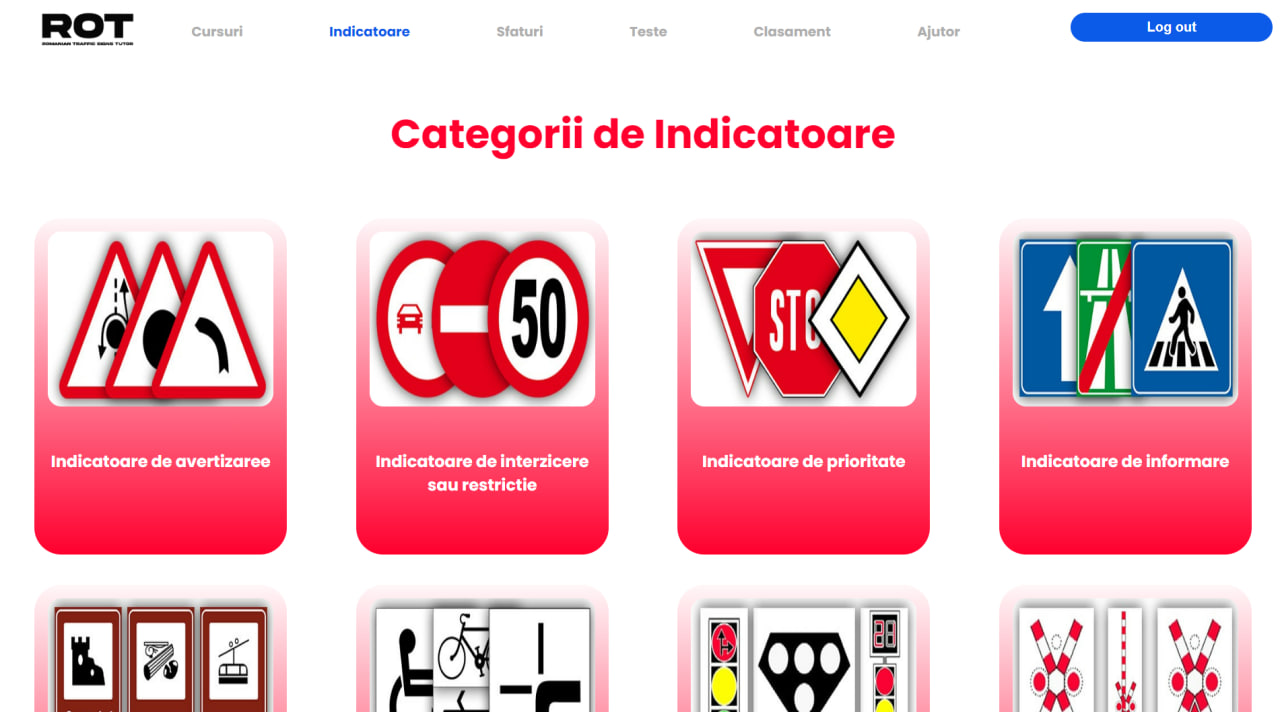 ROT
ROMANIAN TRAFFIC SIGNS TUTOR
Cursuri
Indicatoare
Sfaturi
Teste
Clasament
Ajutor
Log out
Categorii de Indicatoare
50
STO
Indicatoare de avertizaree
Indicatoare de interzicere
sau restrictie
Indicatoare de prioritate
Indicatoare de informare
28